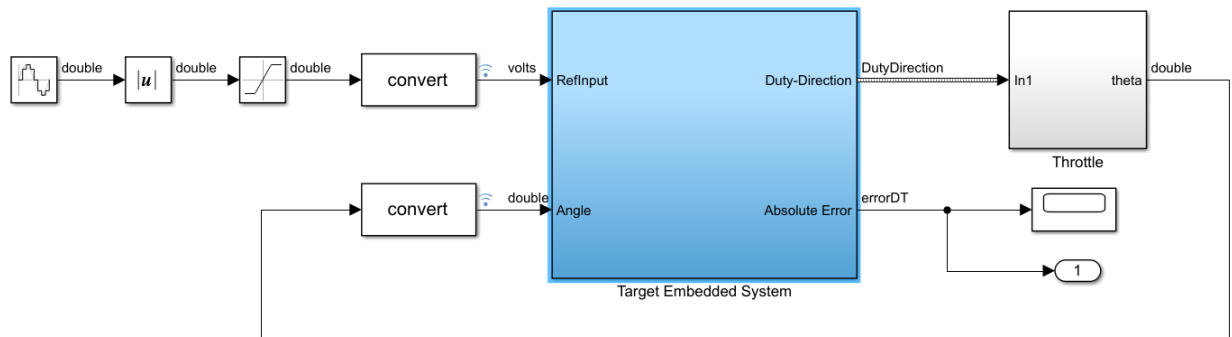 double
|u|
double
double
convert
volts
RefInput
Duty-Direction
DutyDirection
In1
theta
double
Throttle
convert
double
Angle
Absolute Error
errorDT
1
Target Embedded System